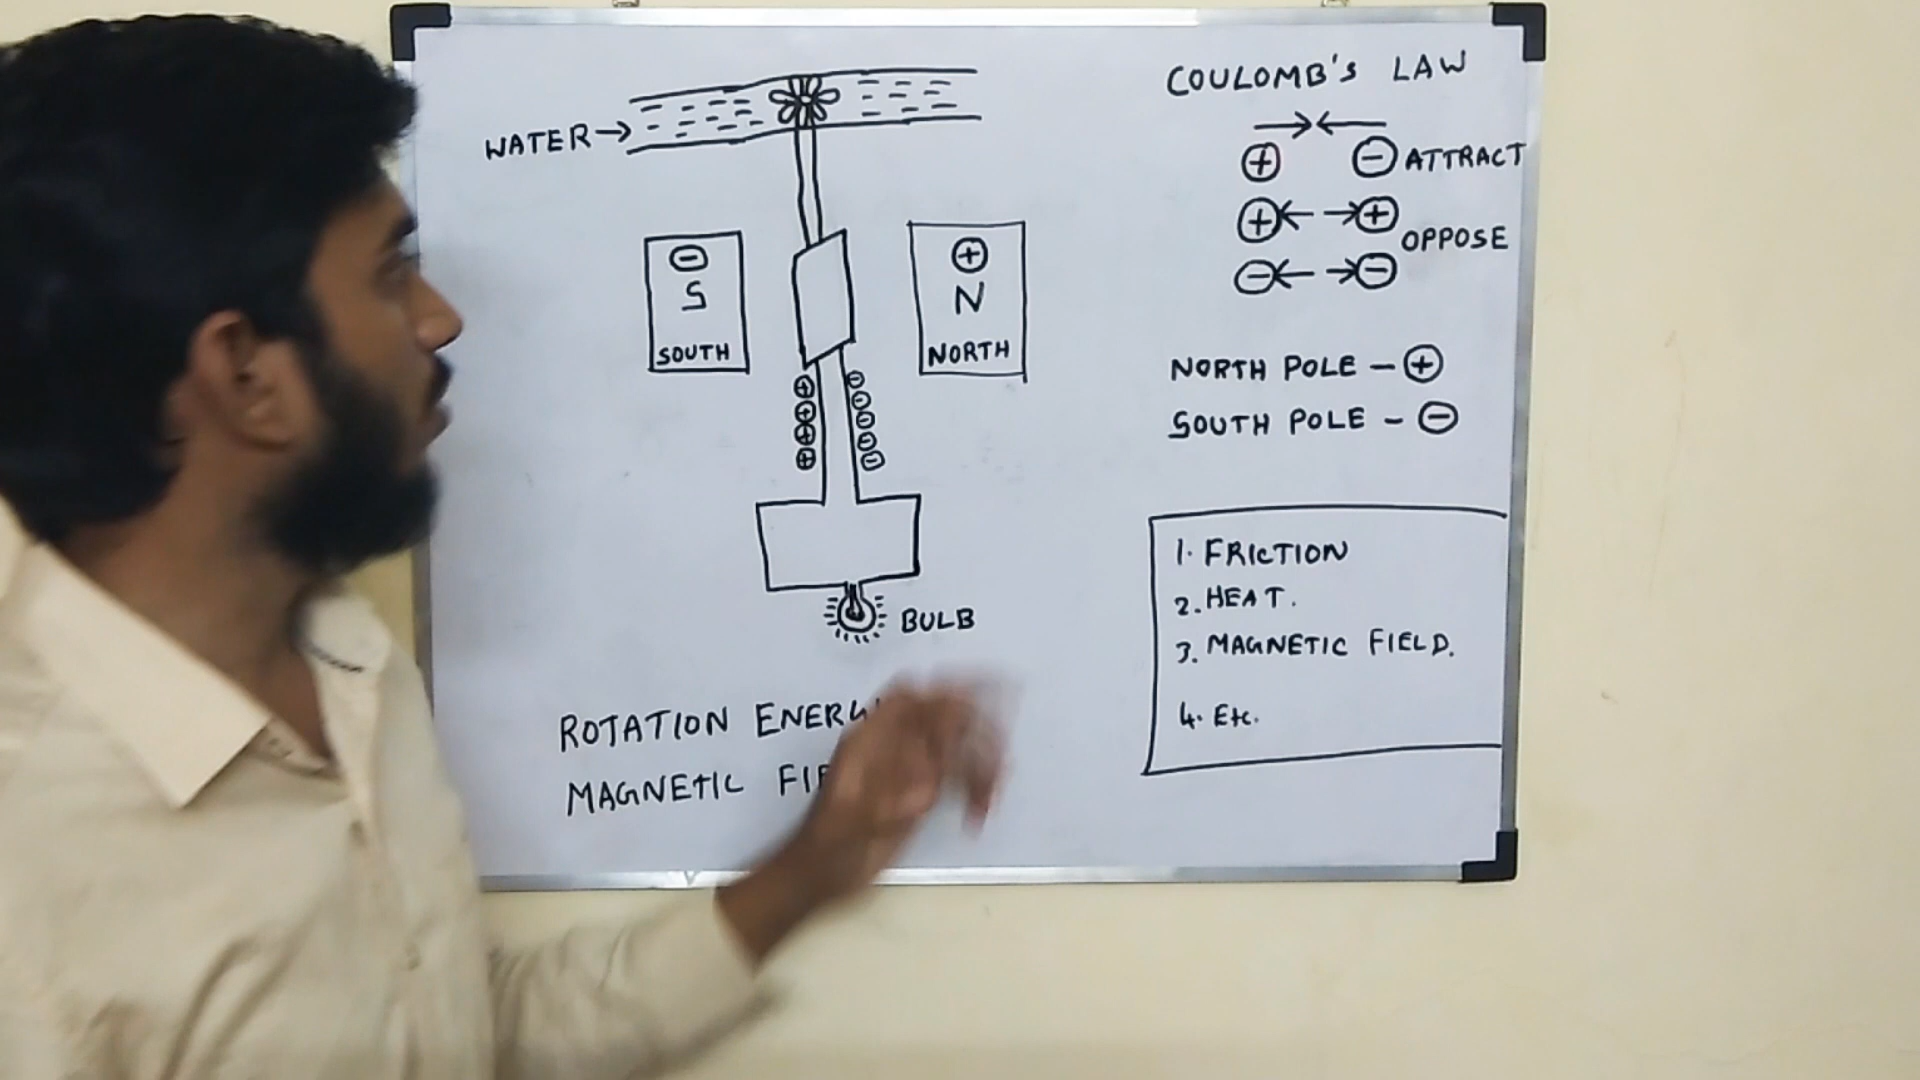 COULOMB's LAW
WATER→
→←
⊕ ⊖ ATTRACT
⊕← →⊕
OPPOSE
⊖← →⊖
⊖
S
SOUTH
⊕
N
NORTH
NORTH POLE - ⊕
SOUTH POLE - ⊖
⊕ ⊖
⊕ ⊖
⊕ ⊖
⊕ ⊖
⊖
BULB
1. FRICTION
2. HEAT.
3. MAGNETIC FIELD.
4. Etc.
ROTATION
MAGNETIC